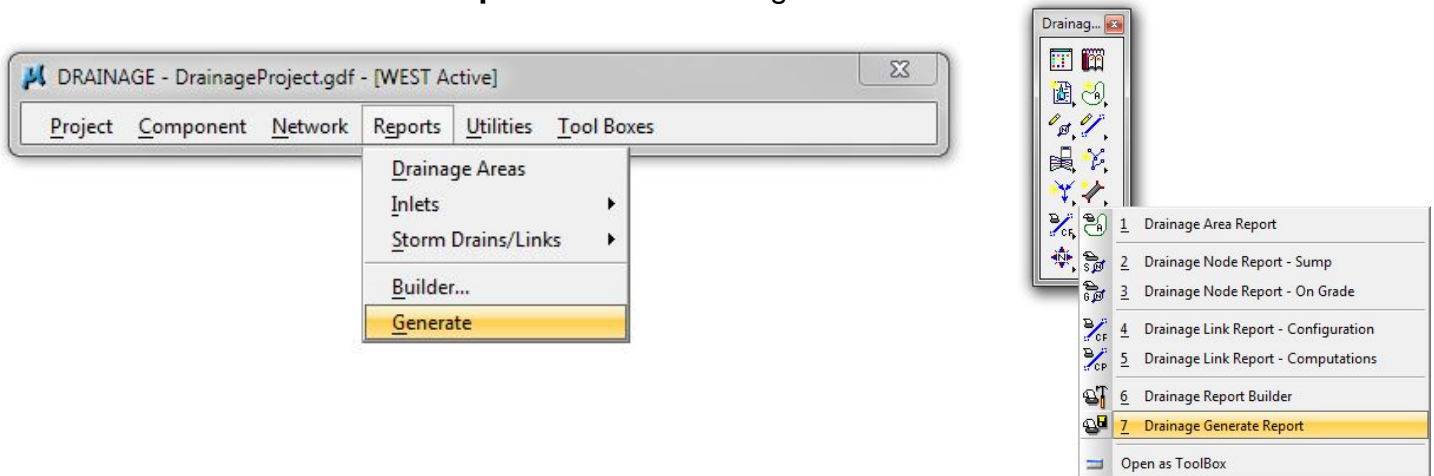 DRAINAGE - DrainageProject.gdf - [WEST Active]
Project Component Network Reports Utilities Tool Boxes
Drainage Areas
Inlets
Storm Drains/Links
Builder...
Generate
Drainag...
1 Drainage Area Report
2 Drainage Node Report - Sump
3 Drainage Node Report - On Grade
4 Drainage Link Report - Configuration
5 Drainage Link Report - Computations
6 Drainage Report Builder
7 Drainage Generate Report
Open as ToolBox